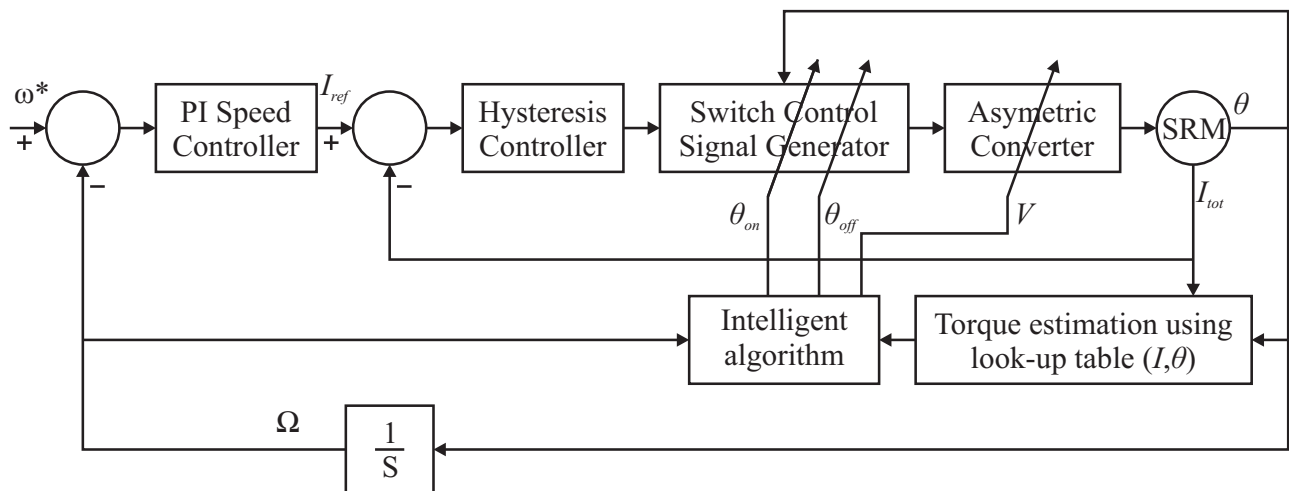 ω*
+
−
PI Speed
Controller
I_ref
+
−
Hysteresis
Controller
Switch Control
Signal Generator
Asymetric
Converter
SRM
θ
I_tot
θ_on
θ_off
V
Intelligent
algorithm
Torque estimation using
look-up table (I,θ)
Ω
1
S